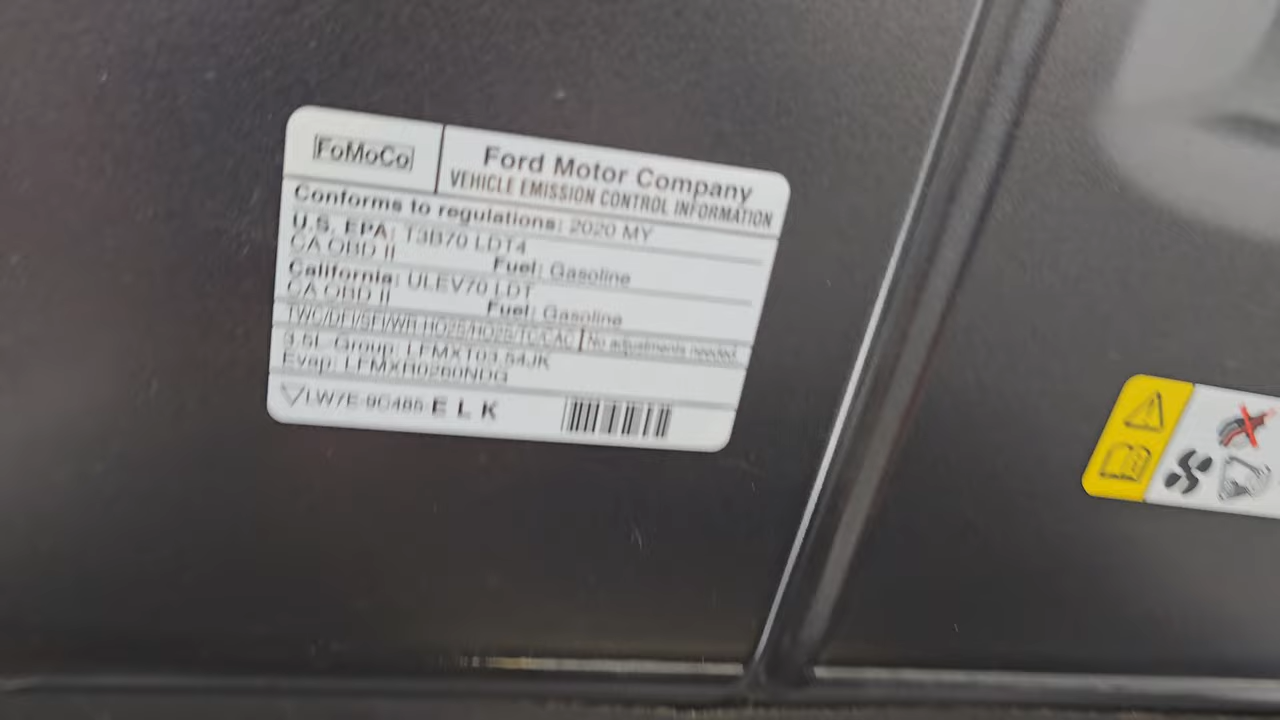 FoMoCo
Ford Motor Company
VEHICLE EMISSION CONTROL INFORMATION
Conforms to regulations: 2020 MY
U.S. EPA: T3B70 LDT4
CA OBD II Fuel: Gasoline
California: ULEV70 LDT
CA OBD II Fuel: Gasoline
No adjustments needed.
3.5L Group: LFMXT03.54JK
Evap:
ELK